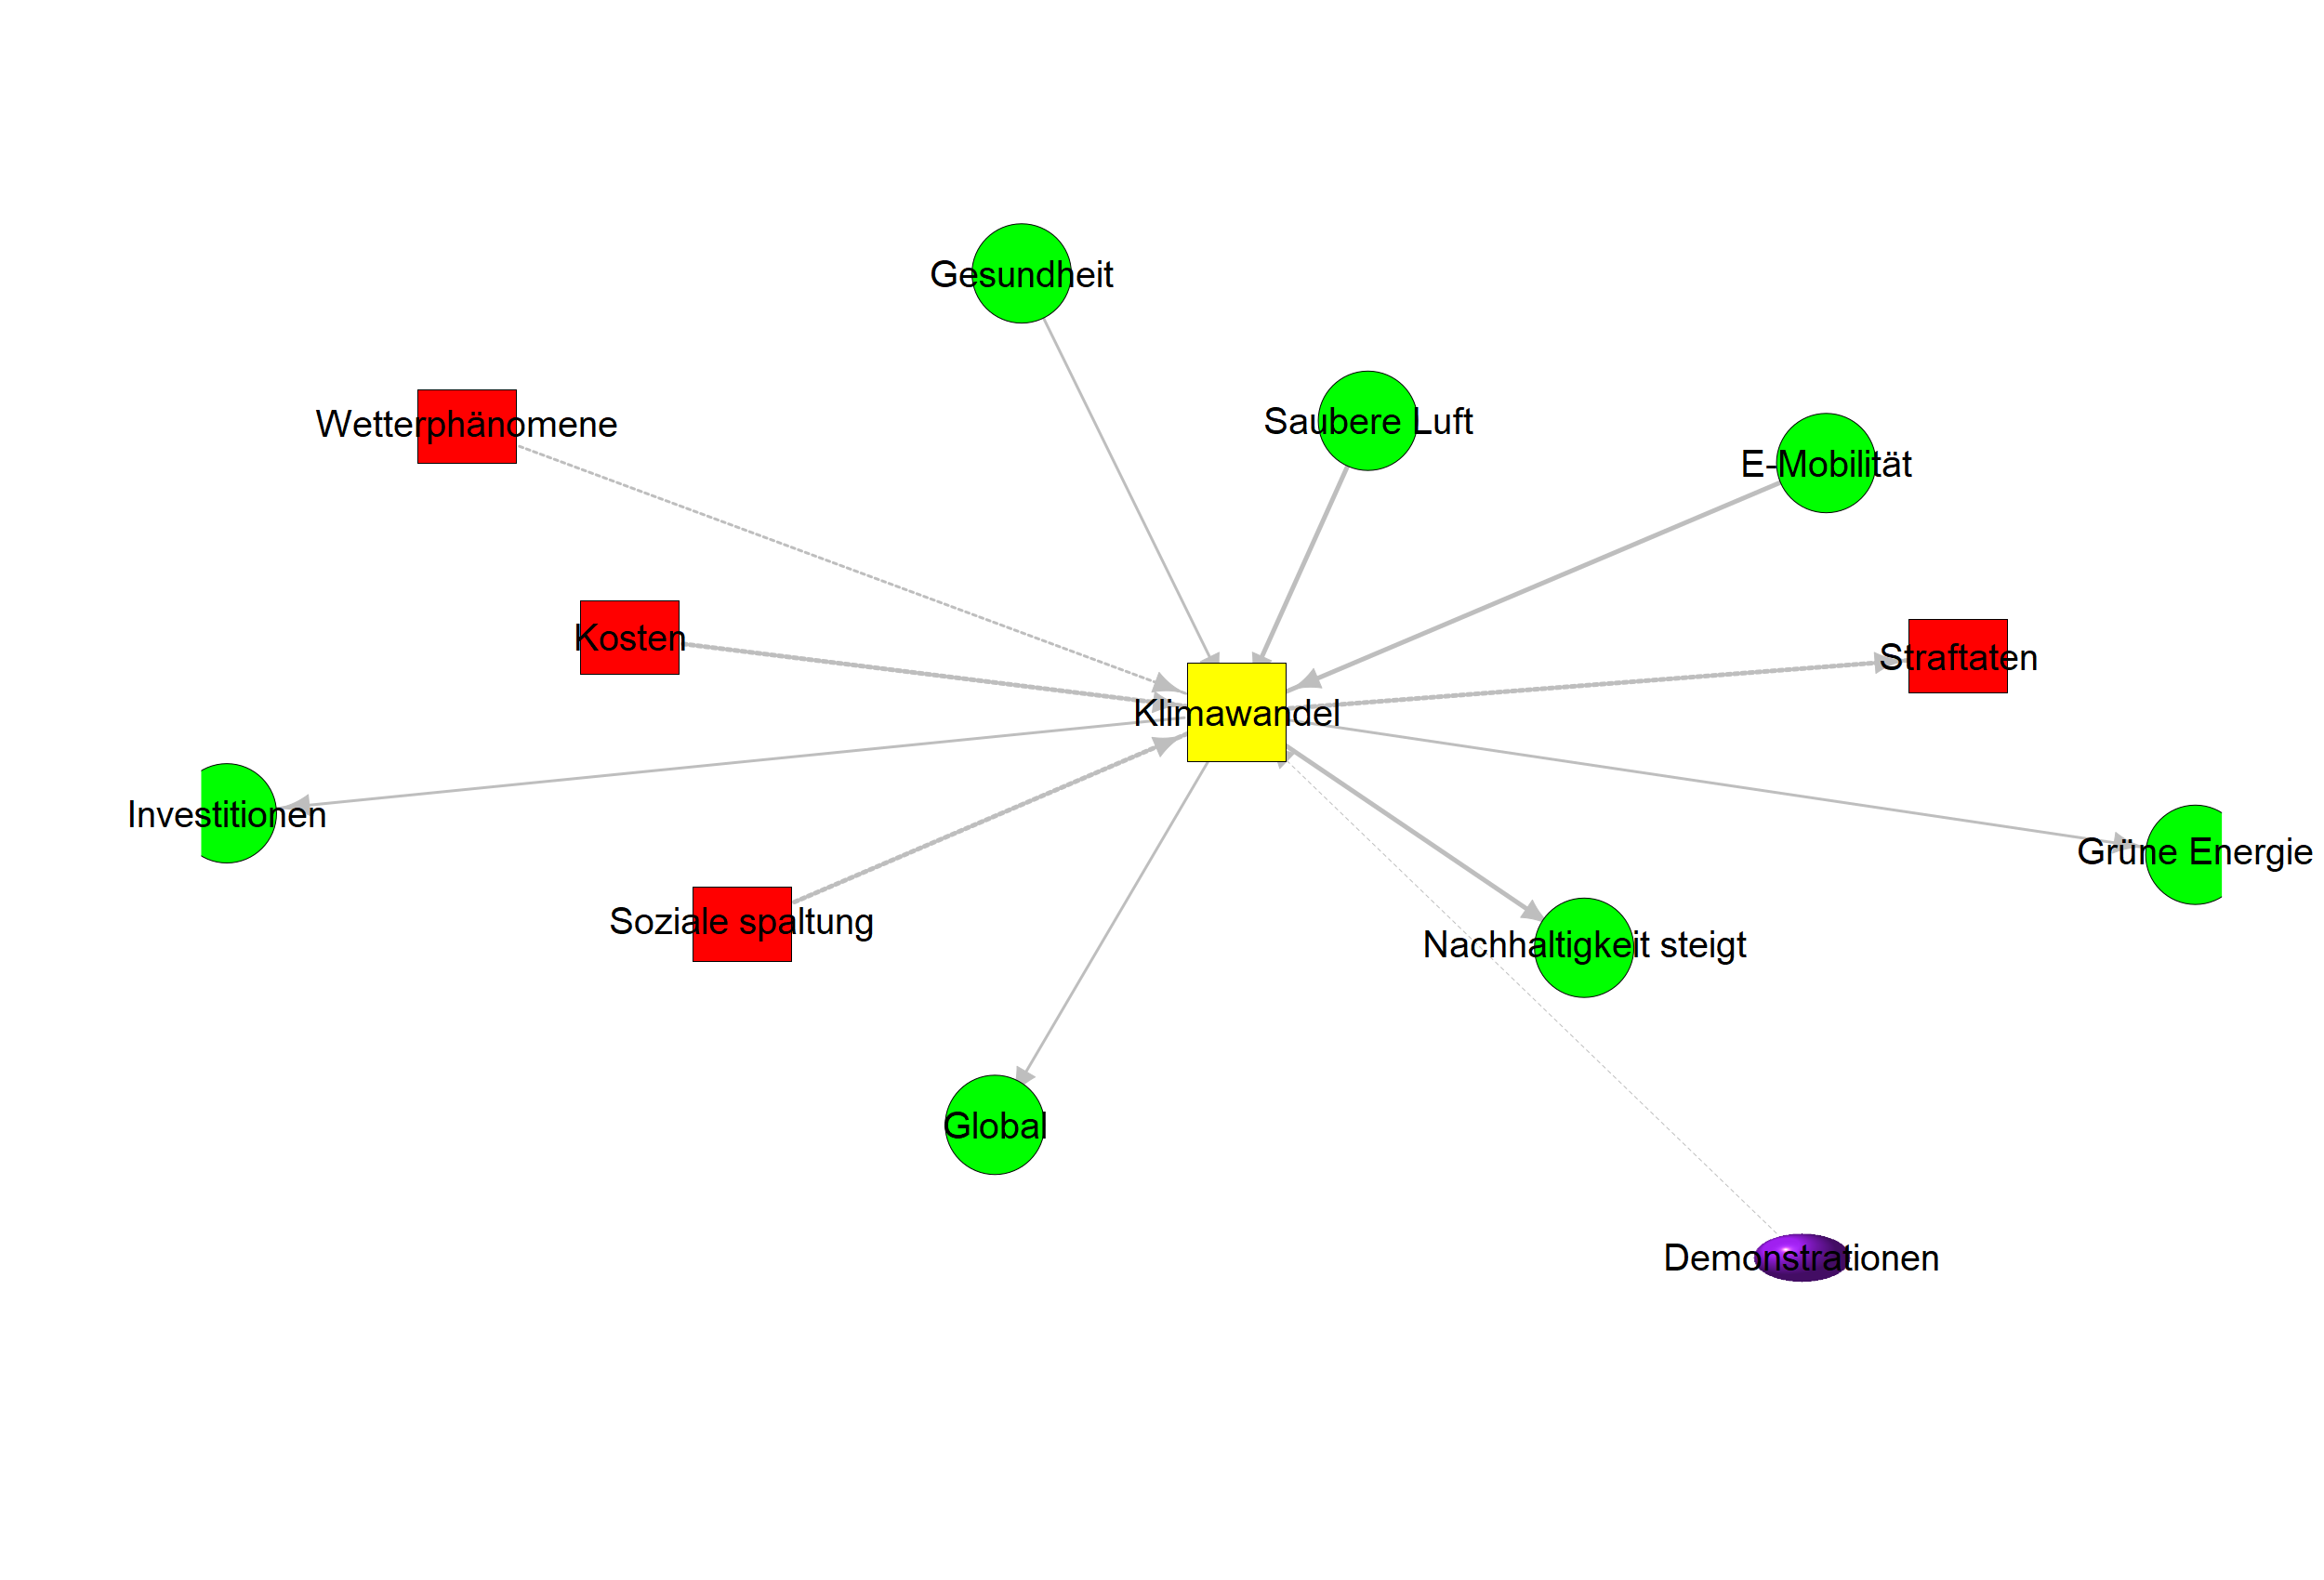 Gesundheit
Saubere Luft
Wetterphänomene
E-Mobilität
Kosten
Straftaten
Klimawandel
Investitionen
Grüne Energie
Soziale spaltung
Nachhaltigkeit steigt
Global
Demonstrationen